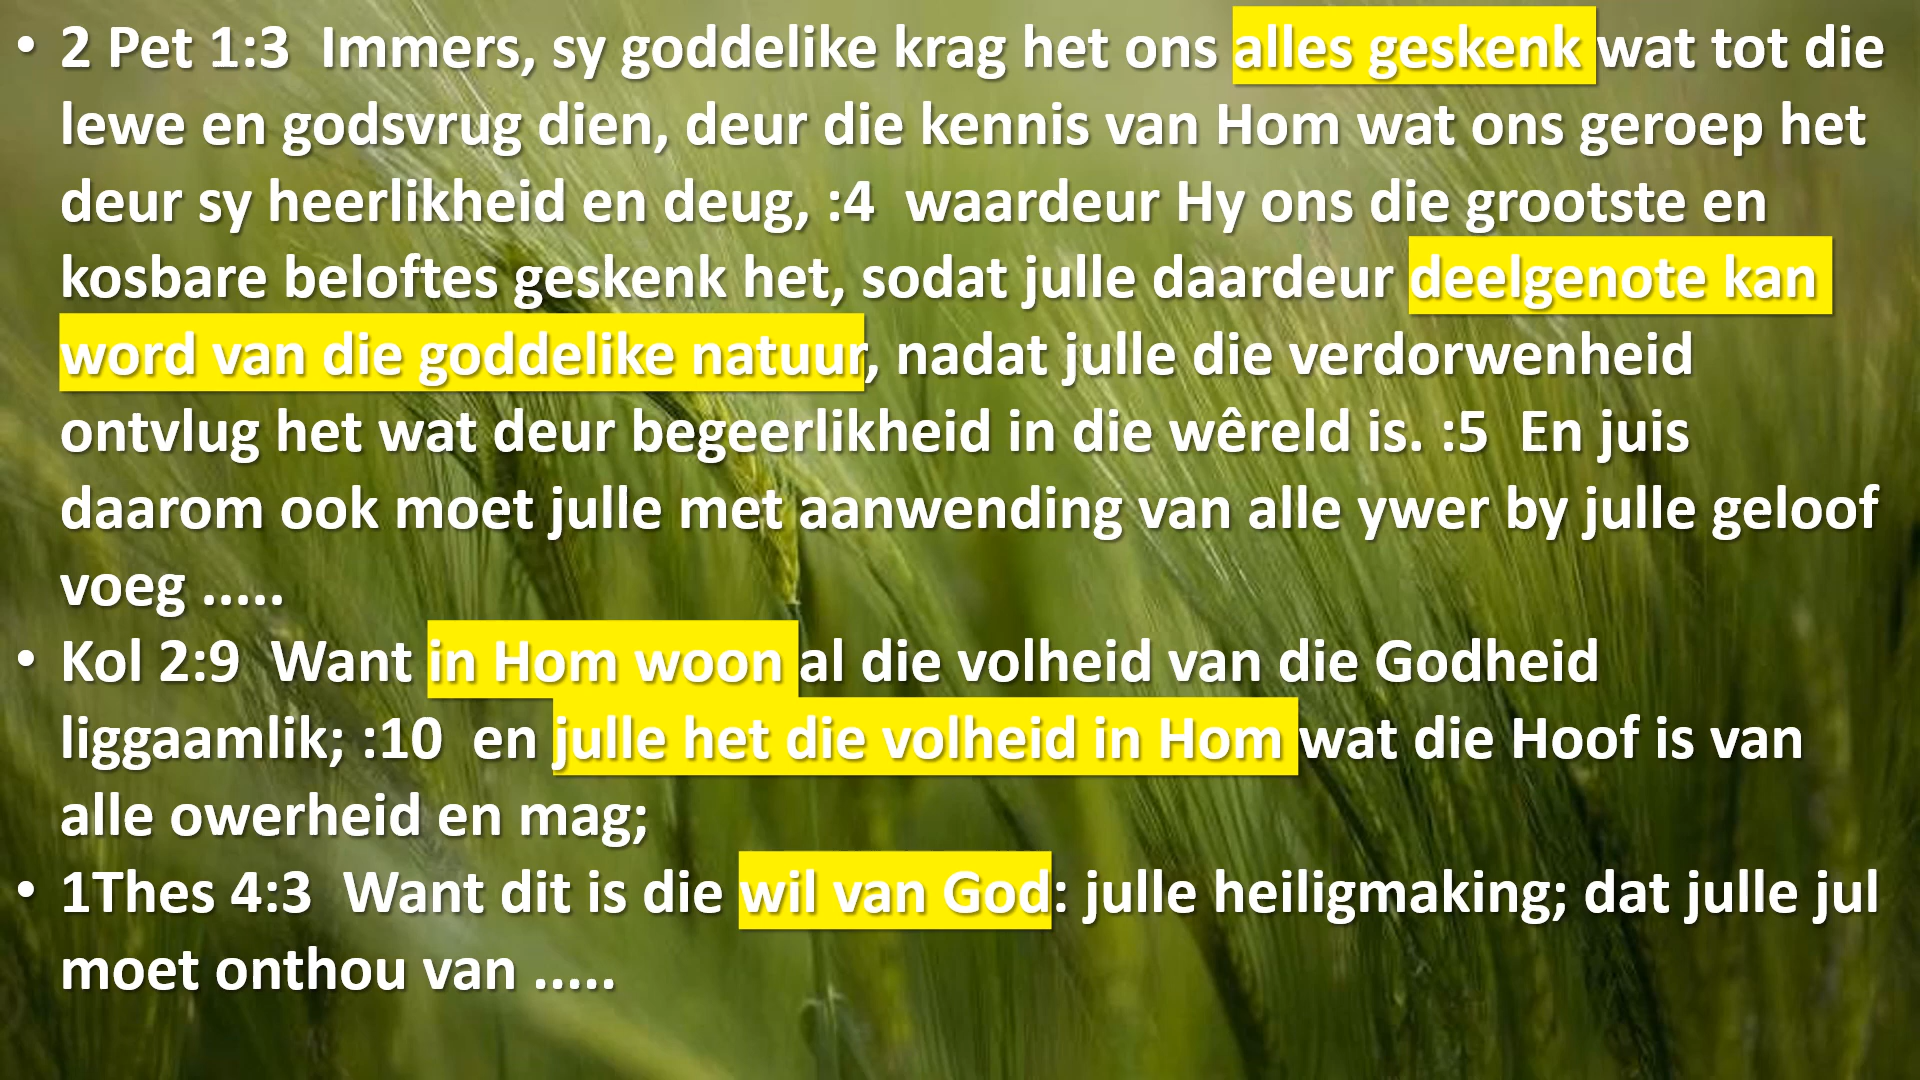 • 2 Pet 1:3  Immers, sy goddelike krag het ons alles geskenk wat tot die
lewe en godsvrug dien, deur die kennis van Hom wat ons geroep het
deur sy heerlikheid en deug, :4  waardeur Hy ons die grootste en
kosbare beloftes geskenk het, sodat julle daardeur deelgenote kan
word van die goddelike natuur, nadat julle die verdorwenheid
ontvlug het wat deur begeerlikheid in die wêreld is. :5  En juis
daarom ook moet julle met aanwending van alle ywer by julle geloof
voeg .....
• Kol 2:9  Want in Hom woon al die volheid van die Godheid
liggaamlik; :10  en julle het die volheid in Hom wat die Hoof is van
alle owerheid en mag;
• 1Thes 4:3  Want dit is die wil van God: julle heiligmaking; dat julle jul
moet onthou van .....